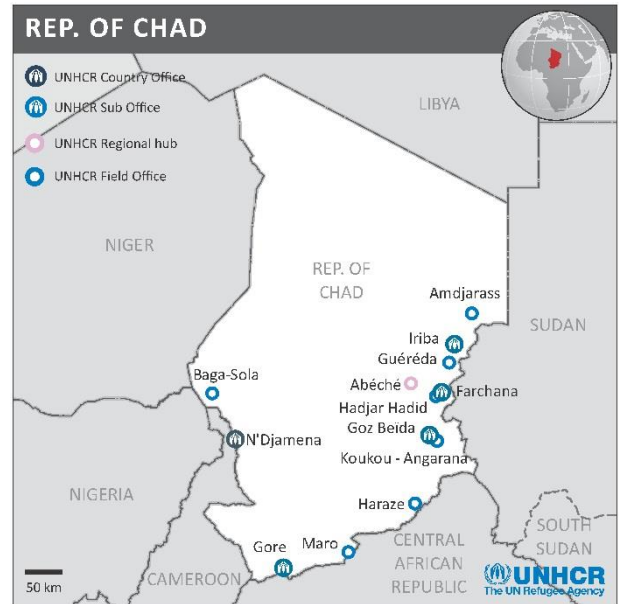 REP. OF CHAD
UNHCR Country Office
UNHCR Sub Office
UNHCR Regional hub
UNHCR Field Office
LIBYA
NIGER
REP. OF
CHAD
Amdjarass
SUDAN
Iriba
Guéréda
Baga-Sola
Abéché
Farchana
Hadjar Hadid
Goz Beïda
N'Djamena
Koukou - Angarana
NIGERIA
Haraze
Gore
Maro
CENTRAL
AFRICAN
REPUBLIC
SOUTH
SUDAN
CAMEROON
50 km
UNHCR
The UN Refugee Agency